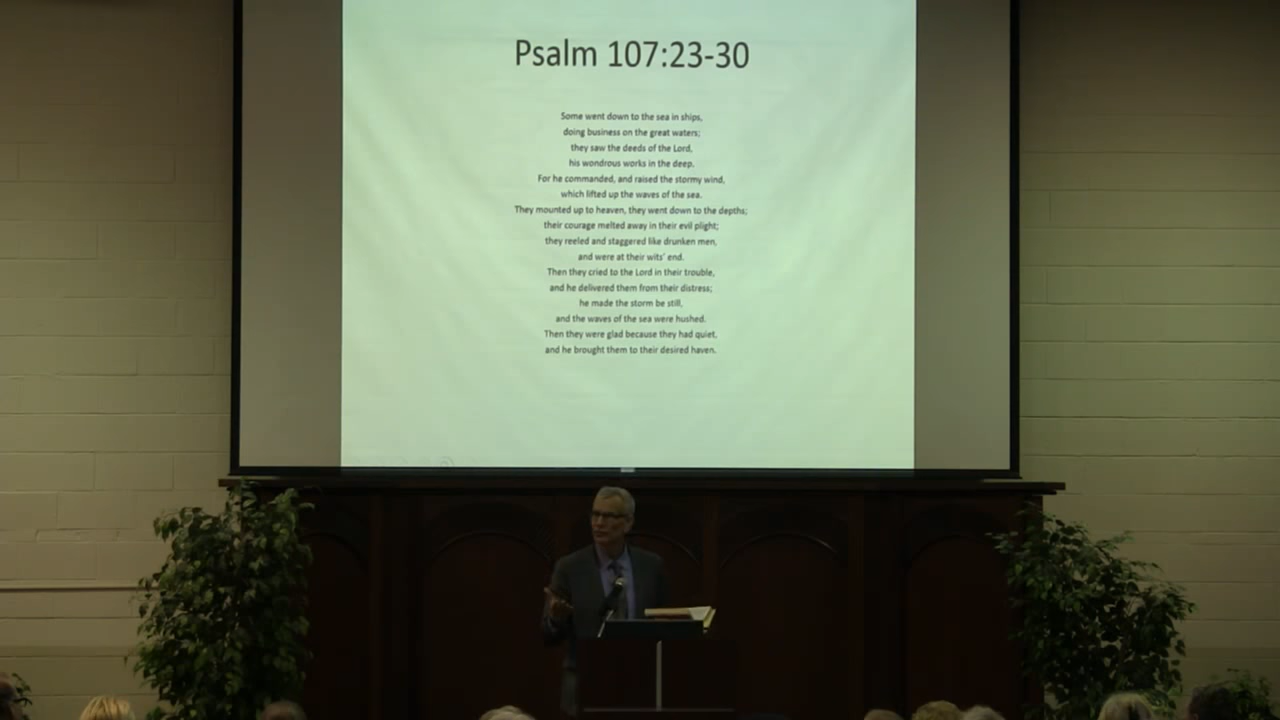 Psalm 107:23-30
Some went down to the sea in ships,
doing business on the great waters;
they saw the deeds of the Lord,
his wondrous works in the deep.
For he commanded, and raised the stormy wind,
which lifted up the waves of the sea.
They mounted up to heaven, they went down to the depths;
their courage melted away in their evil plight;
they reeled and staggered like drunken men,
and were at their wits' end.
Then they cried to the Lord in their trouble,
and he delivered them from their distress;
he made the storm be still,
and the waves of the sea were hushed.
Then they were glad because they had quiet,
and he brought them to their desired haven.